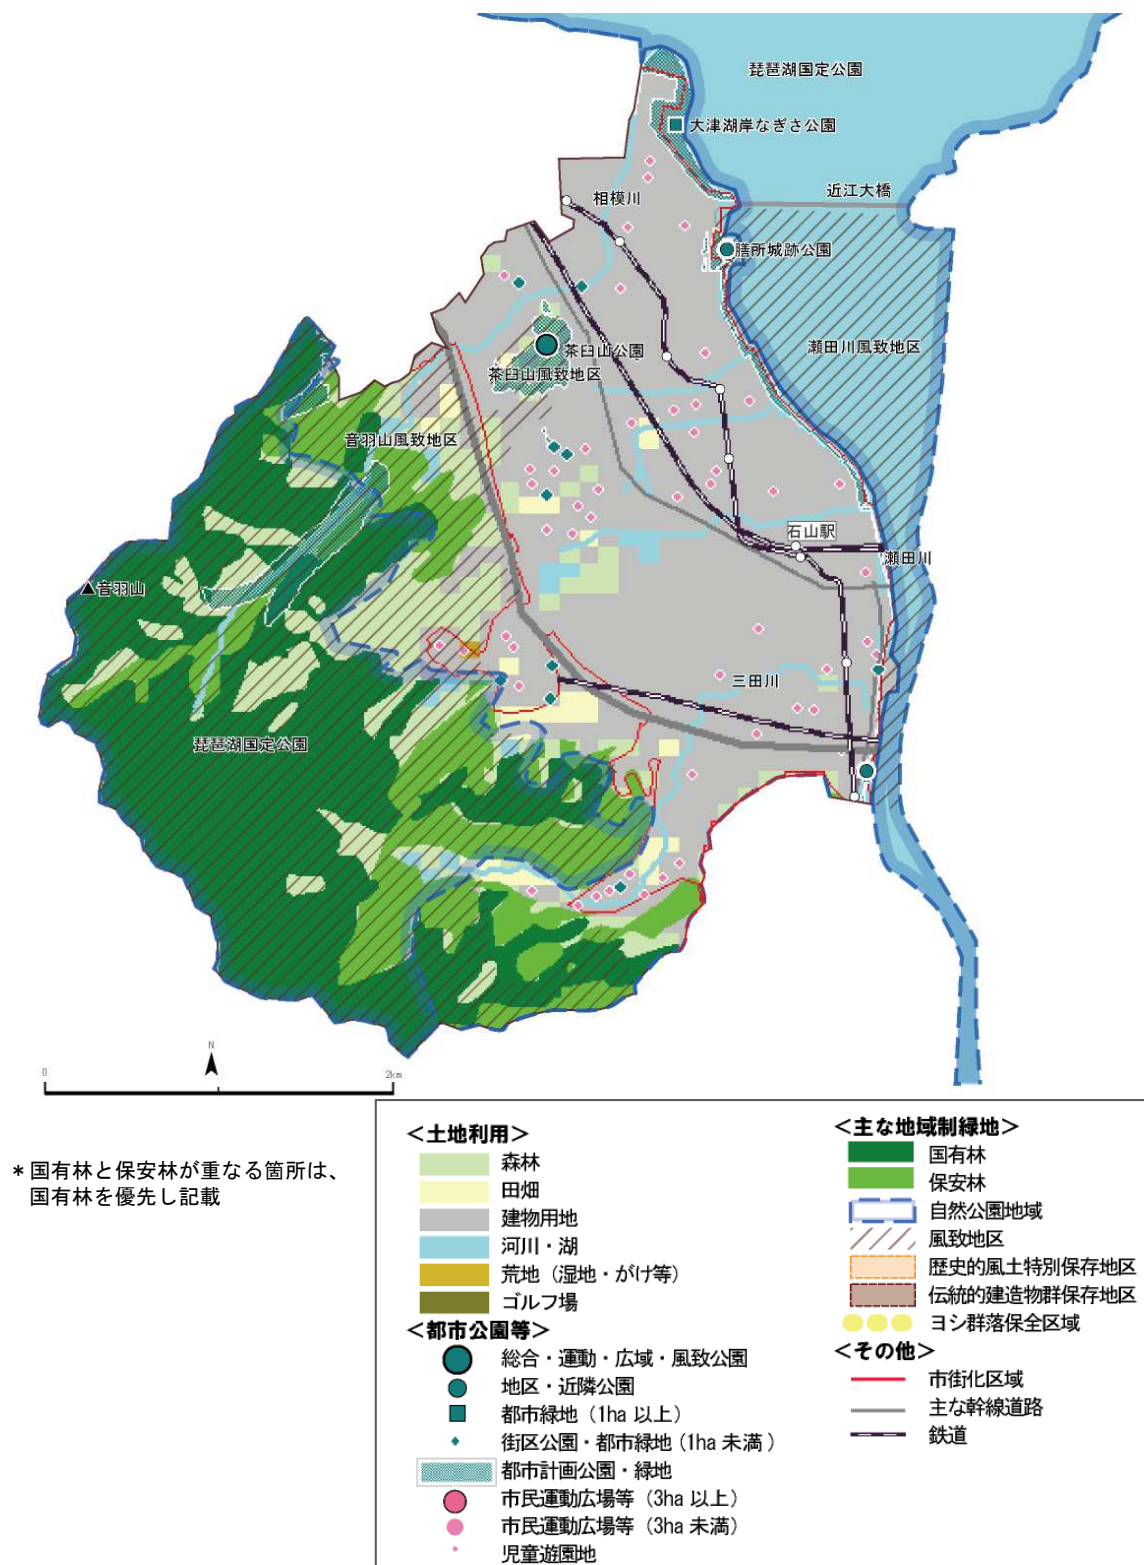 琵琶湖国定公園
大津湖岸なぎさ公園
近江大橋
相模川
膳所城跡公園
瀬田川風致地区
茶臼山公園
茶臼山風致地区
音羽山風致地区
石山駅
瀬田川
音羽山
三田川
琵琶湖国定公園
N
0
2km
*国有林と保安林が重なる箇所は、
国有林を優先し記載
<土地利用>
森林
田畑
建物用地
河川・湖
荒地（湿地・がけ等）
ゴルフ場
<都市公園等>
総合・運動・広域・風致公園
地区・近隣公園
都市緑地（1ha 以上）
街区公園・都市緑地（1ha 未満）
都市計画公園・緑地
市民運動広場等（3ha 以上）
市民運動広場等（3ha 未満）
児童遊園地
<主な地域制緑地>
国有林
保安林
自然公園地域
風致地区
歴史的風土特別保存地区
伝統的建造物群保存地区
ヨシ群落保全区域
<その他>
市街化区域
主な幹線道路
鉄道